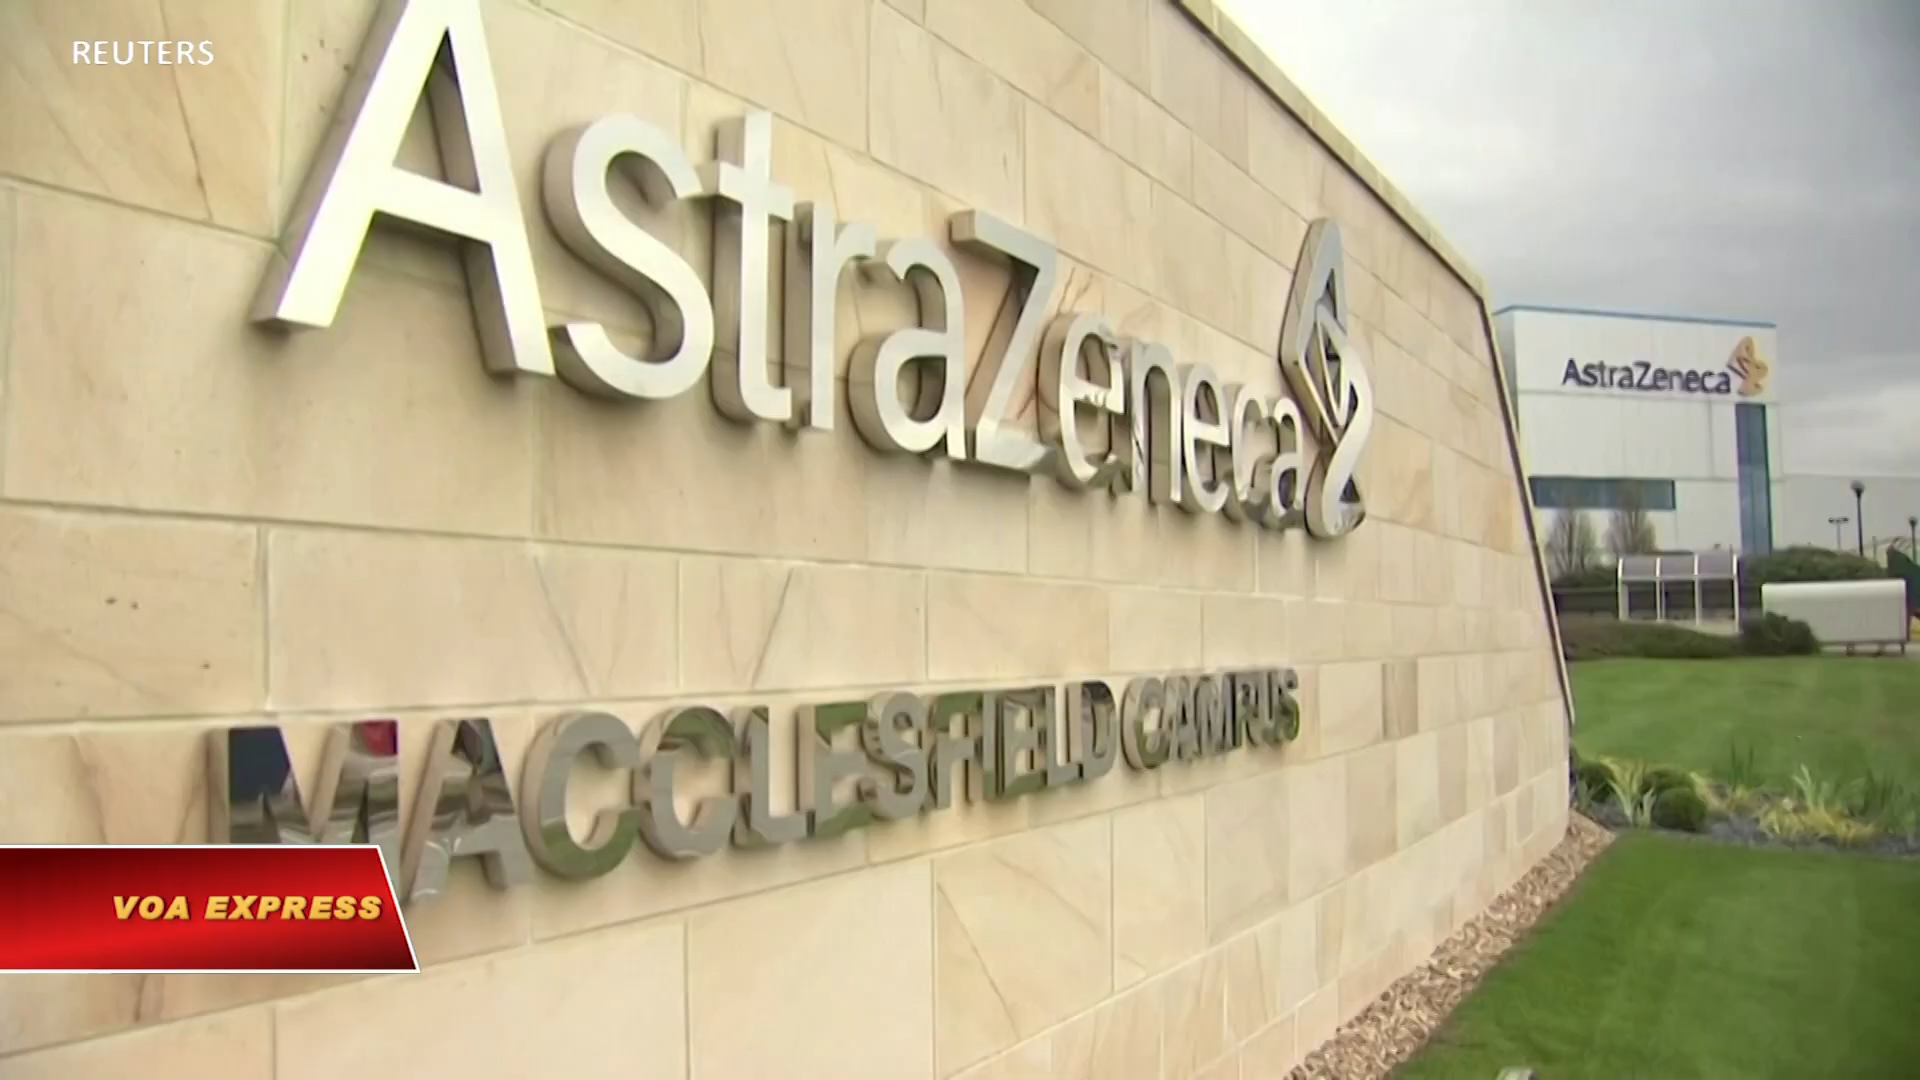 REUTERS
AstraZeneca
AstraZeneca
MACCLESFIELD CAMPUS
VOA EXPRESS